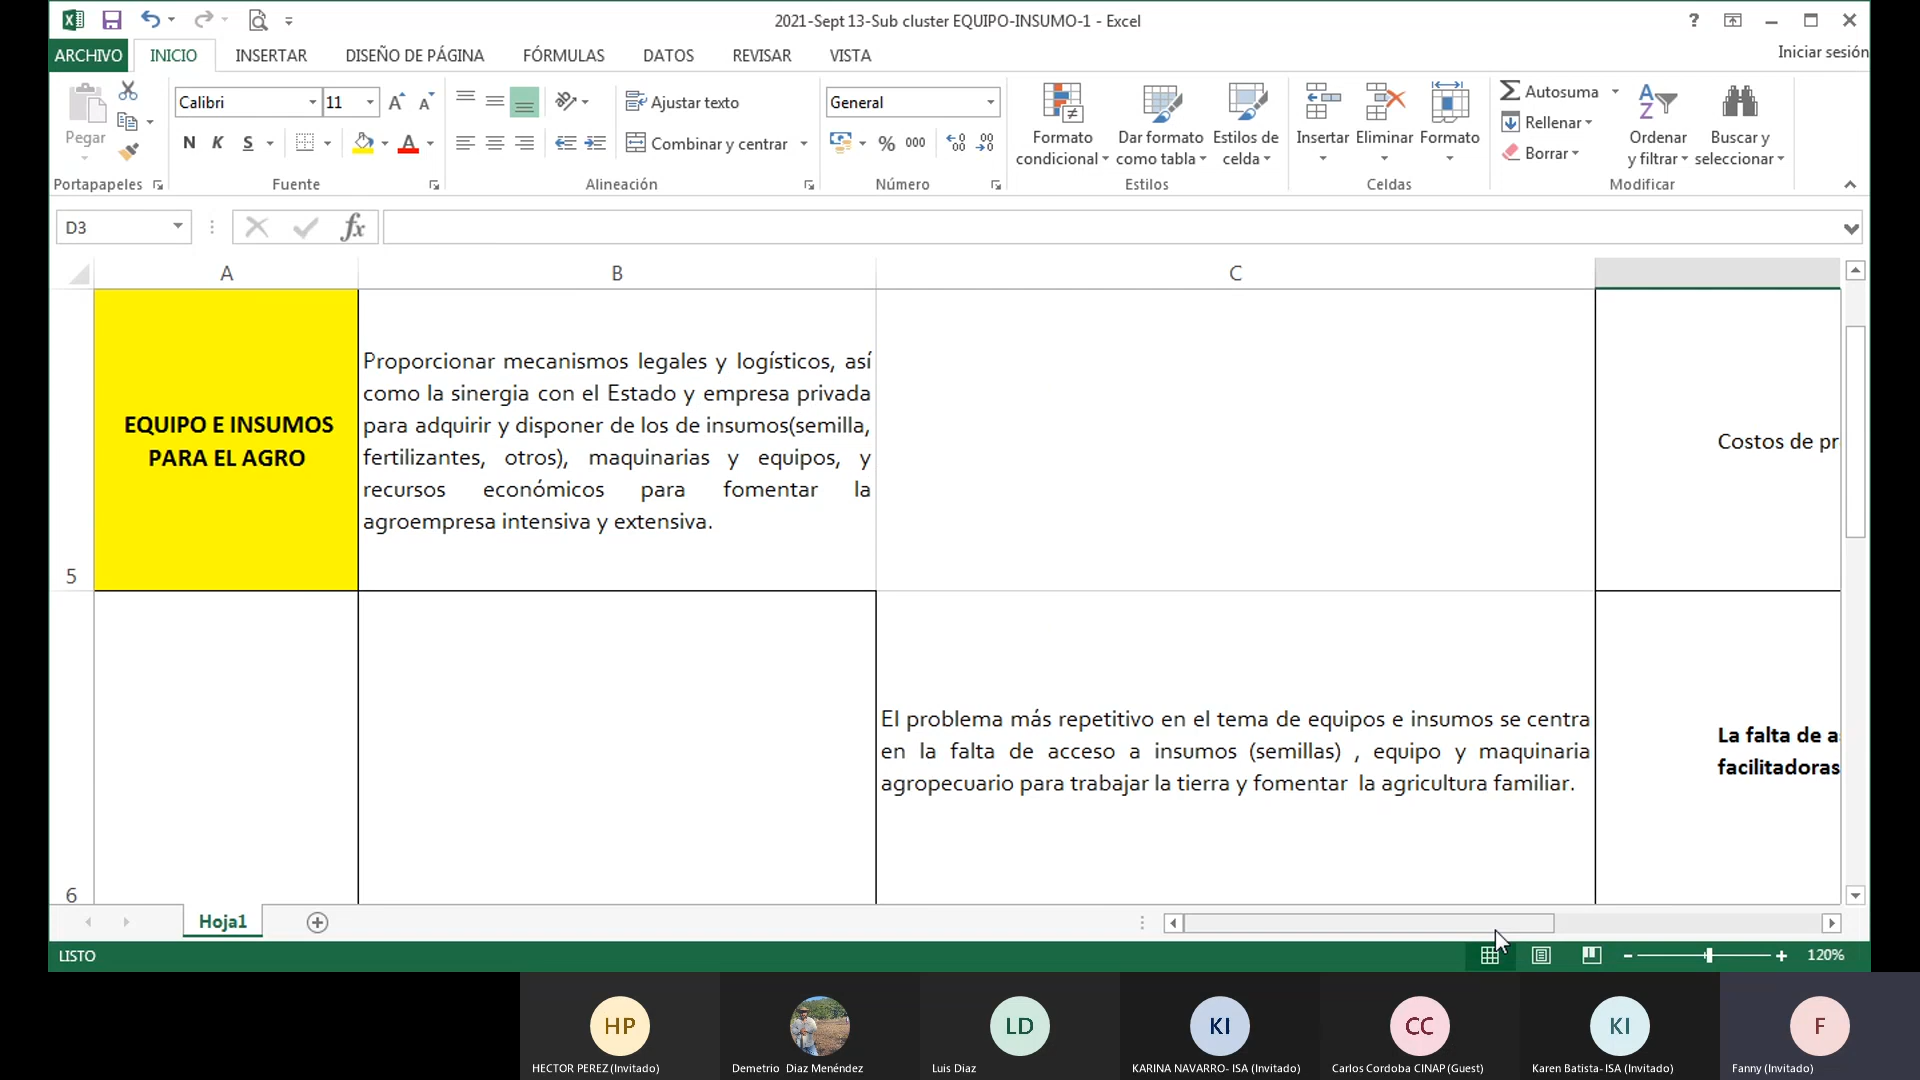 2021-Sept 13-Sub cluster EQUIPO-INSUMO-1 - Excel
?
ARCHIVO INICIO INSERTAR DISEÑO DE PÁGINA FÓRMULAS DATOS REVISAR VISTA Iniciar sesión
Pegar
Portapapeles
Calibri 11
N K S
Fuente
Ajustar texto
Combinar y centrar
Alineación
General
% 000
Número
Formato
condicional
Dar formato
como tabla
Estilos de
celda
Estilos
Insertar Eliminar Formato
Celdas
Autosuma
Rellenar
Borrar
Ordenar
y filtrar
Buscar y
seleccionar
Modificar
D3
fx
A B C
EQUIPO E INSUMOS
PARA EL AGRO
Proporcionar mecanismos legales y logísticos, así
como la sinergia con el Estado y empresa privada
para adquirir y disponer de los de insumos(semilla,
fertilizantes, otros), maquinarias y equipos, y
recursos económicos para fomentar la
agroempresa intensiva y extensiva.
Costos de pr
5
El problema más repetitivo en el tema de equipos e insumos se centra
en la falta de acceso a insumos (semillas) , equipo y maquinaria
agropecuario para trabajar la tierra y fomentar la agricultura familiar.
La falta de a
facilitadoras
6
Hoja1
LISTO
120%
HP
HECTOR PEREZ (Invitado)
Demetrio Diaz Menéndez
LD
Luis Diaz
KI
KARINA NAVARRO- ISA (Invitado)
CC
Carlos Cordoba CINAP (Guest)
KI
Karen Batista- ISA (Invitado)
F
Fanny (Invitado)